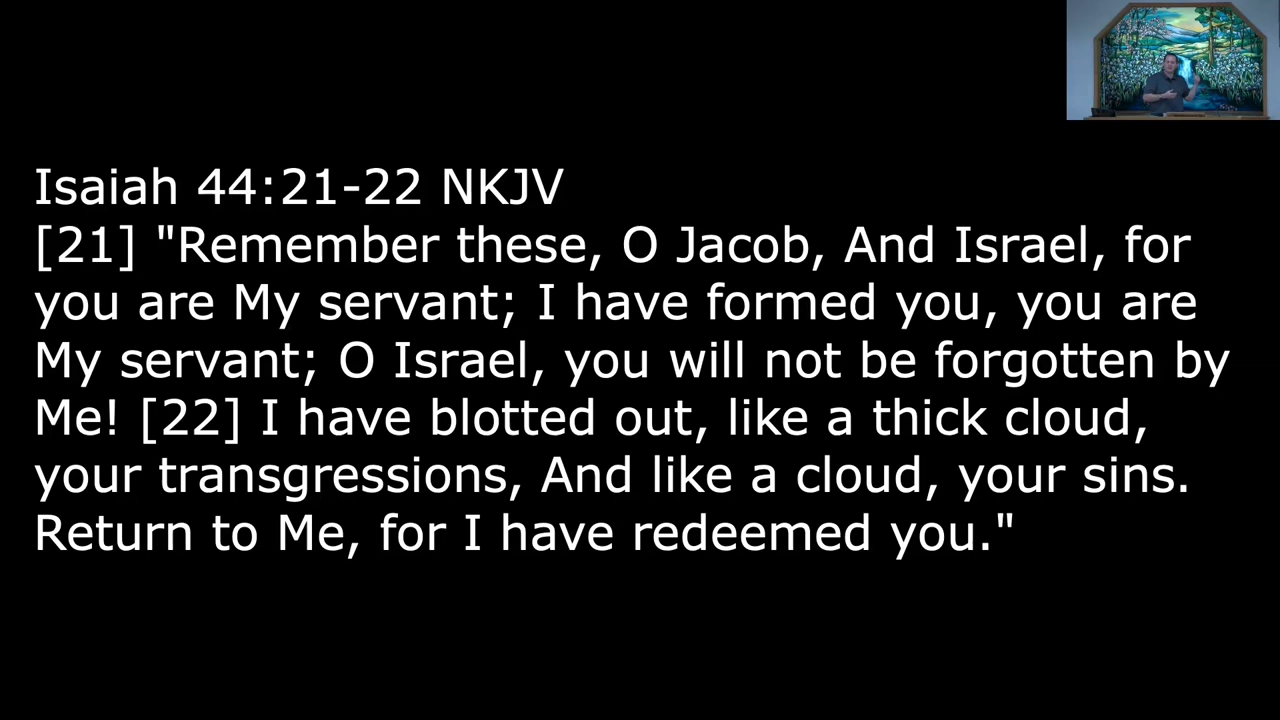 Isaiah 44:21-22 NKJV
[21] "Remember these, O Jacob, And Israel, for
you are My servant; I have formed you, you are
My servant; O Israel, you will not be forgotten by
Me! [22] I have blotted out, like a thick cloud,
your transgressions, And like a cloud, your sins.
Return to Me, for I have redeemed you."